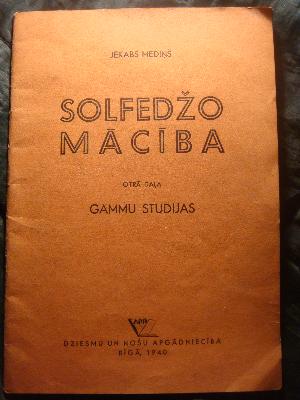 JĒKABS MEDIŅŠ
SOLFEDŽO
MĀCĪBA
OTRĀ DAĻA
GAMMU STUDIJAS
DZIESMU UN NOŠU APGĀDNIECĪBA
RĪGĀ, 1940